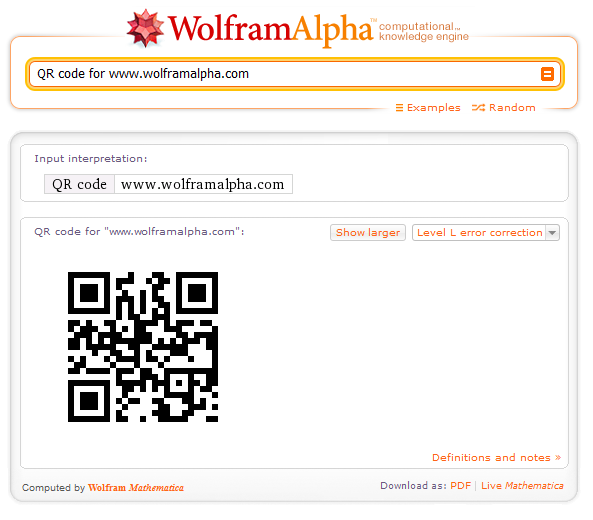 WolframAlpha™ computational... knowledge engine
QR code for www.wolframalpha.com
Examples Random
Input interpretation:
QR code www.wolframalpha.com
QR code for "www.wolframalpha.com": Show larger Level L error correction
Definitions and notes »
Computed by Wolfram Mathematica Download as: PDF | Live Mathematica